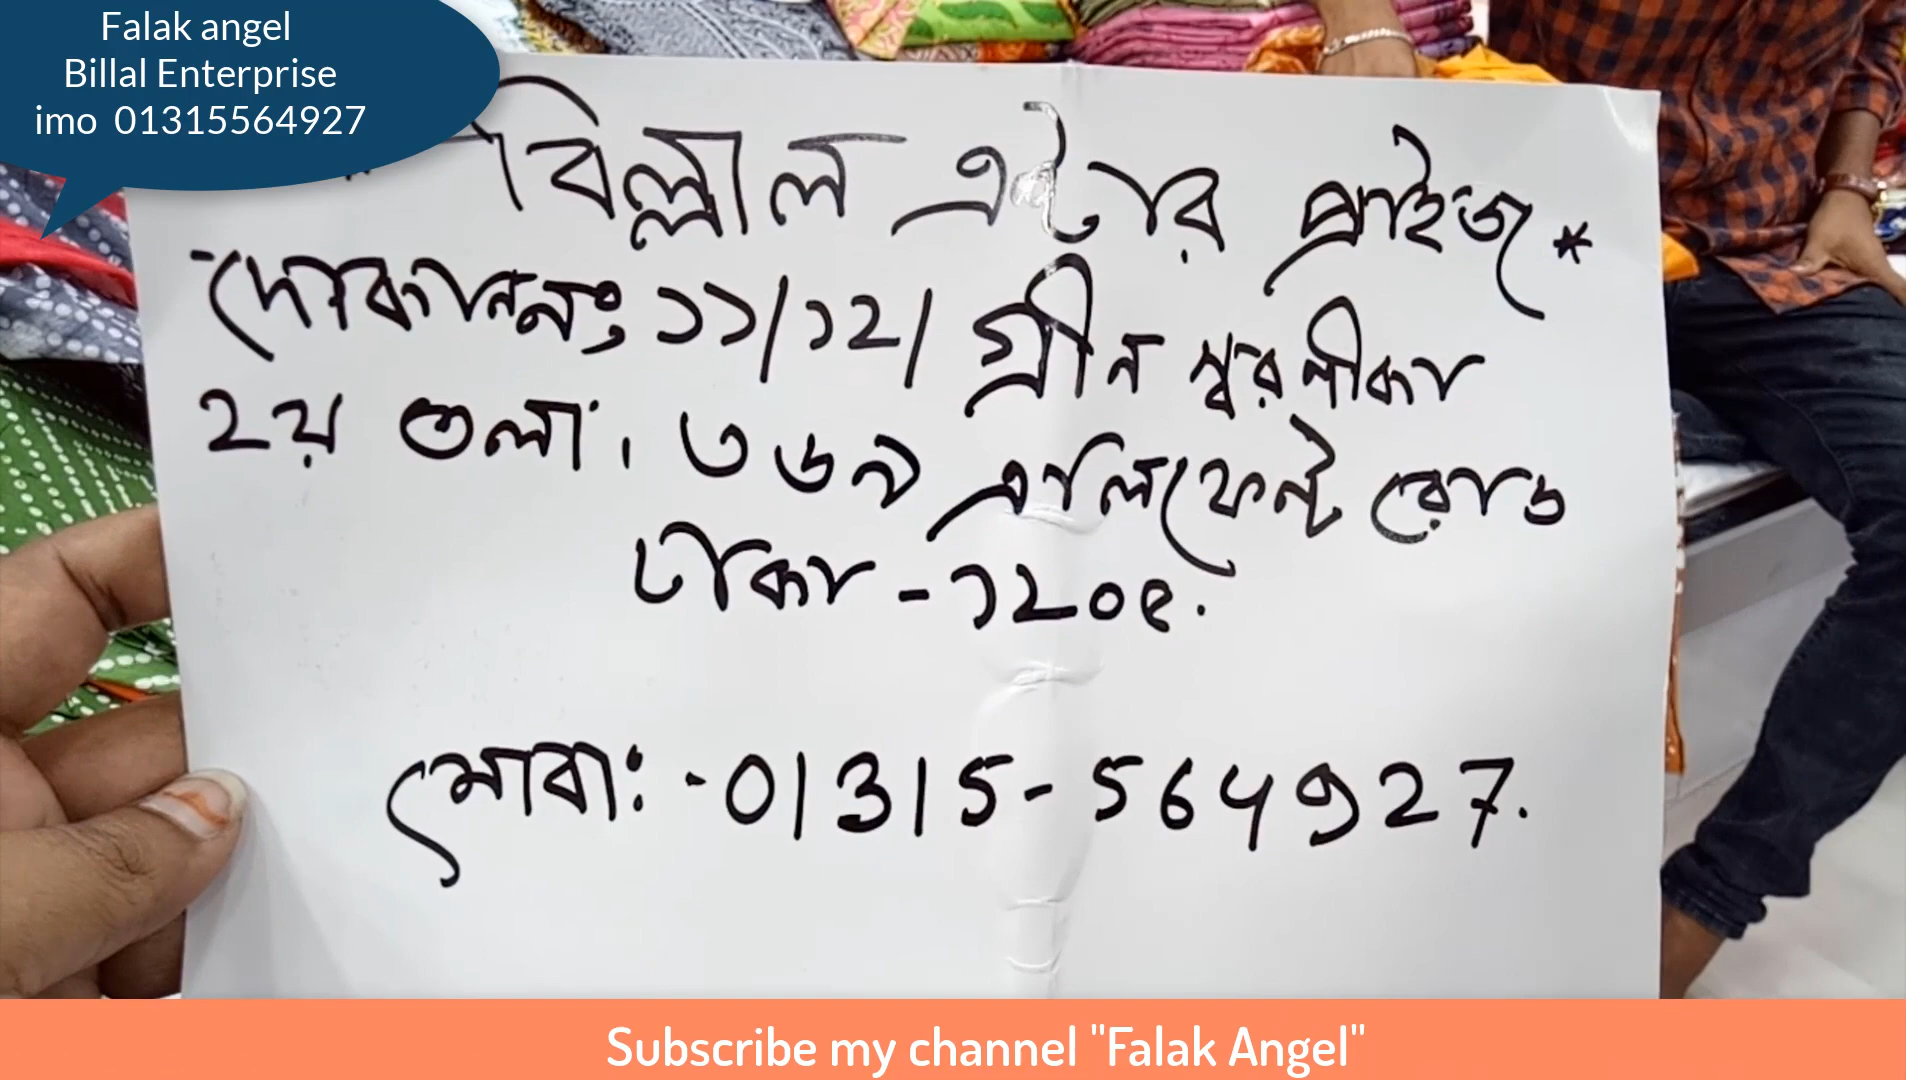 Falak angel
Billal Enterprise
imo 01315564927
বিল্লাল এন্টার প্রাইজ *
দোকান নং; ১১/১২/ গ্রীন স্বরনীকা
২য় তলা। ৩৬৯ এলিফেন্ট রোড
ঢাকা -১২০৫.
মোবা: -01315-564927.
Subscribe my channel "Falak Angel"